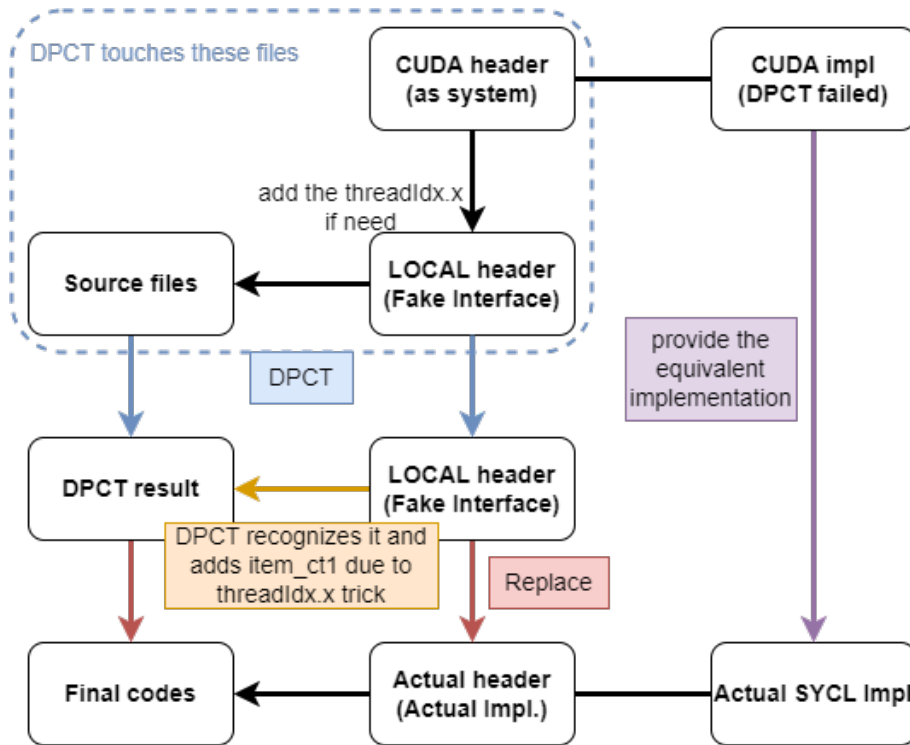 DPCT touches these files
CUDA header
(as system)
CUDA impl
(DPCT failed)
add the threadIdx.x
if need
Source files
LOCAL header
(Fake Interface)
DPCT
provide the
equivalent
implementation
DPCT result
LOCAL header
(Fake Interface)
DPCT recognizes it and
adds item_ct1 due to
threadIdx.x trick
Replace
Final codes
Actual header
(Actual Impl.)
Actual SYCL Impl